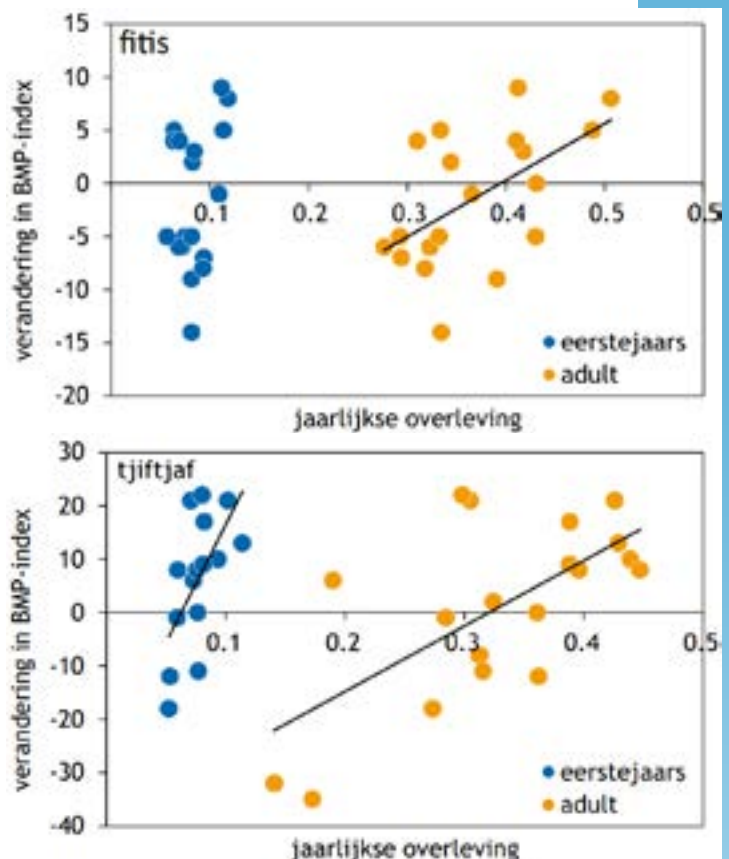 fitis
verandering in BMP-index
15
10
5
0
-5
-10
-15
-20
0.1
0.2
0.3
0.4
0.5
eerstejaars
adult
jaarlijkse overleving
tjiftjaf
verandering in BMP-index
30
20
10
0
-10
-20
-30
-40
0.1
0.2
0.3
0.4
0.5
eerstejaars
adult
jaarlijkse overleving